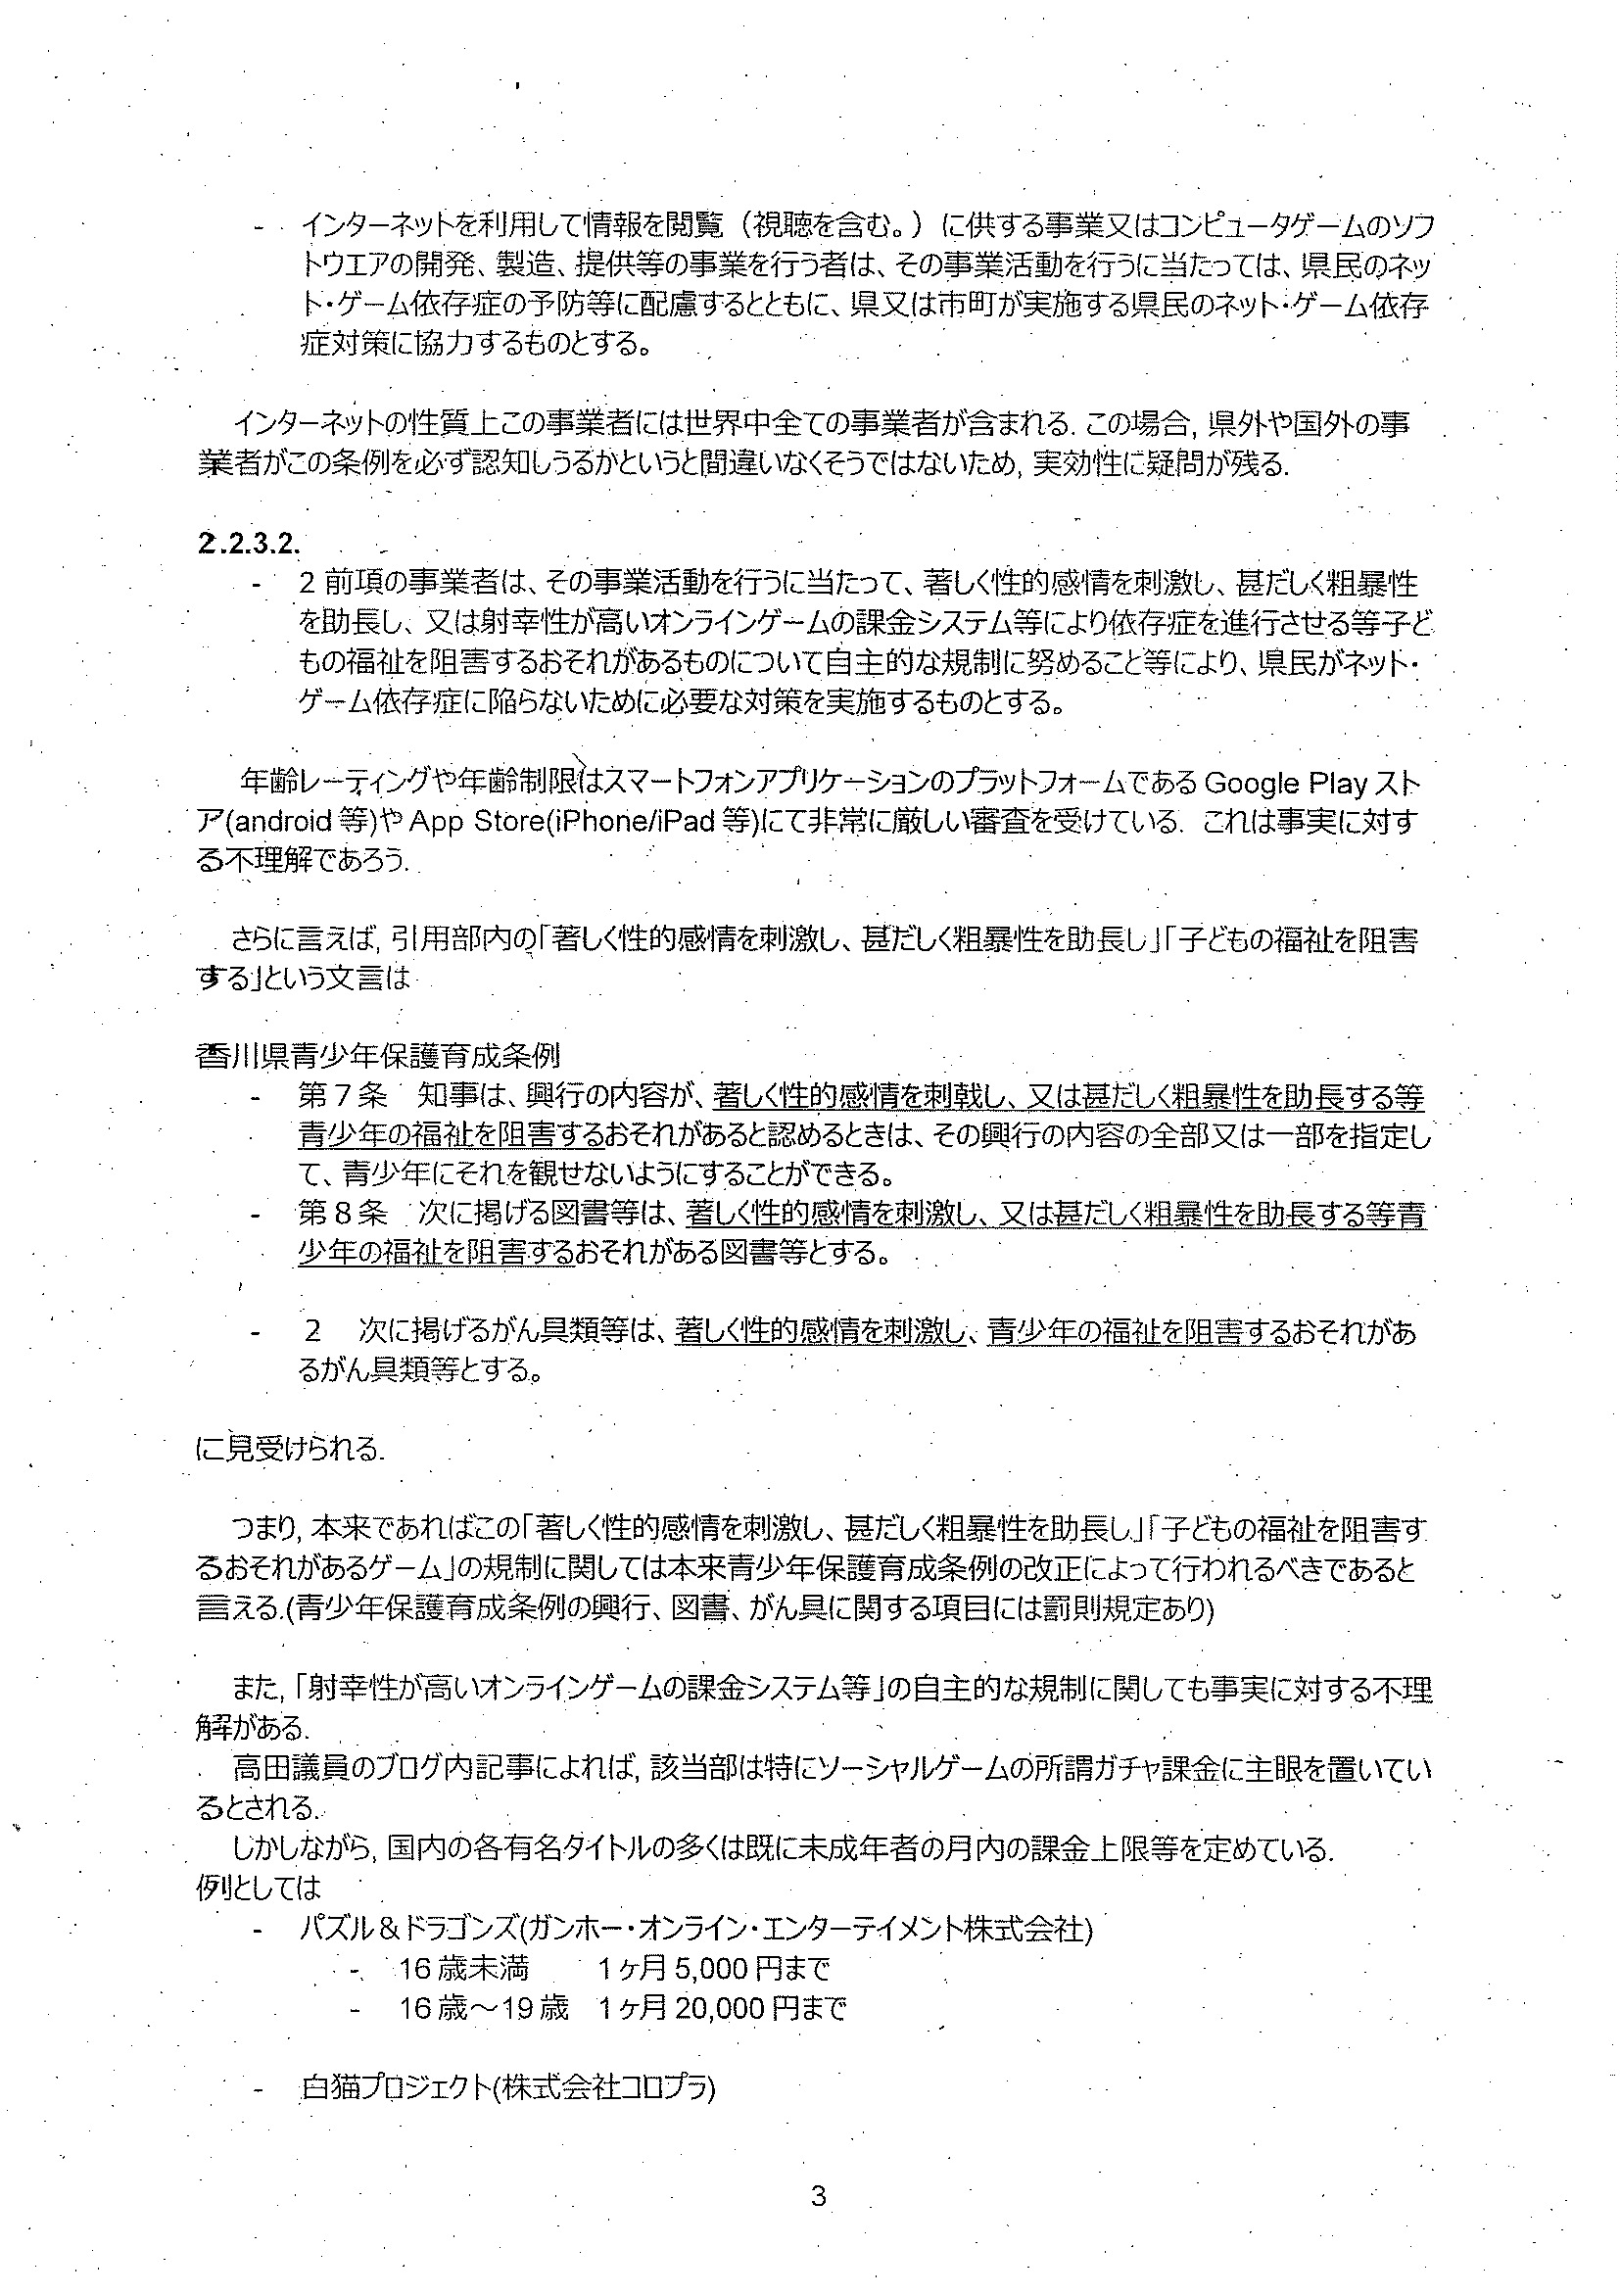 - インターネットを利用して情報を閲覧（視聴を含む。）に供する事業又はコンピュータゲームのソフ
トウエアの開発、製造、提供等の事業を行う者は、その事業活動を行うに当たっては、県民のネッ
ト・ゲーム依存症の予防等に配慮するとともに、県又は市町が実施する県民のネット・ゲーム依存
症対策に協力するものとする。
インターネットの性質上この事業者には世界中全ての事業者が含まれる. この場合, 県外や国外の事
業者がこの条例を必ず認知しうるかというと間違いなくそうではないため, 実効性に疑問が残る.
2.2.3.2.
- 2 前項の事業者は、その事業活動を行うに当たって、著しく性的感情を刺激し、甚だしく粗暴性
を助長し、又は射幸性が高いオンラインゲームの課金システム等により依存症を進行させる等子ど
もの福祉を阻害するおそれがあるものについて自主的な規制に努めること等により、県民がネット・
ゲーム依存症に陥らないために必要な対策を実施するものとする。
年齢レーティングや年齢制限はスマートフォンアプリケーションのプラットフォームである Google Play スト
ア(android 等)や App Store(iPhone/iPad 等)にて非常に厳しい審査を受けている. これは事実に対す
る不理解であろう.
さらに言えば, 引用部内の「著しく性的感情を刺激し、甚だしく粗暴性を助長し」「子どもの福祉を阻害
する」という文言は
香川県青少年保護育成条例
- 第７条 知事は、興行の内容が、著しく性的感情を刺戟し、又は甚だしく粗暴性を助長する等
青少年の福祉を阻害するおそれがあると認めるときは、その興行の内容の全部又は一部を指定し
て、青少年にそれを観せないようにすることができる。
- 第８条 次に掲げる図書等は、著しく性的感情を刺激し、又は甚だしく粗暴性を助長する等青
少年の福祉を阻害するおそれがある図書等とする。
- ２ 次に掲げるがん具類等は、著しく性的感情を刺激し、青少年の福祉を阻害するおそれがあ
るがん具類等とする。
に見受けられる.
つまり, 本来であればこの「著しく性的感情を刺激し、甚だしく粗暴性を助長し」「子どもの福祉を阻害す
るおそれがあるゲーム」の規制に関しては本来青少年保護育成条例の改正によって行われるべきであると
言える.(青少年保護育成条例の興行、図書、がん具に関する項目には罰則規定あり)
また, 「射幸性が高いオンラインゲームの課金システム等」の自主的な規制に関しても事実に対する不理
解がある.
高田議員のブログ内記事によれば, 該当部は特にソーシャルゲームの所謂ガチャ課金に主眼を置いてい
るとされる.
しかしながら, 国内の各有名タイトルの多くは既に未成年者の月内の課金上限等を定めている.
例としては
- パズル＆ドラゴンズ(ガンホー・オンライン・エンターテイメント株式会社)
- 16 歳未満 1ヶ月 5,000 円まで
- 16 歳～19 歳 1ヶ月 20,000 円まで
- 白猫プロジェクト(株式会社コロプラ)
3